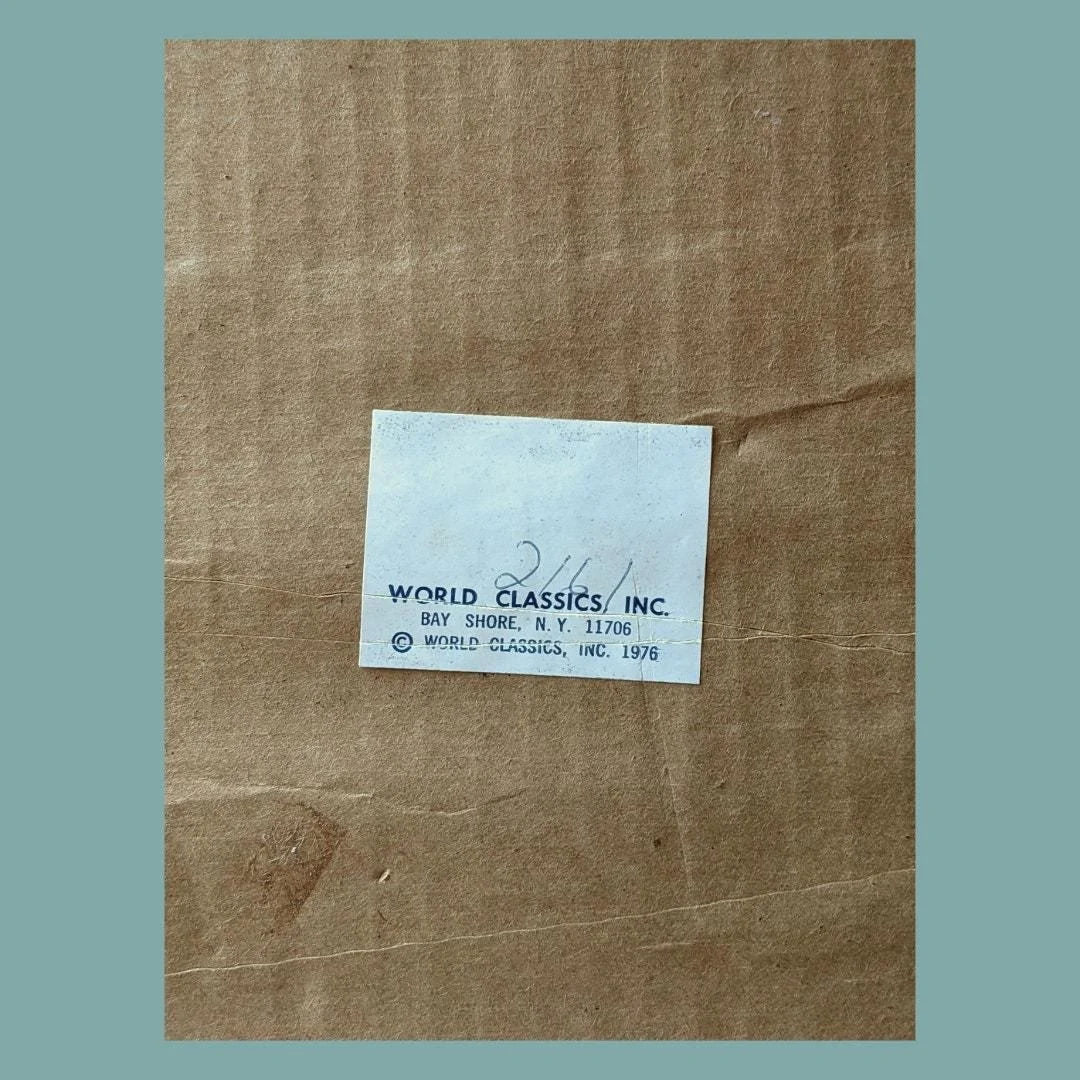 2161
WORLD CLASSICS, INC.
BAY SHORE, N.Y. 11706
© WORLD CLASSICS, INC. 1976